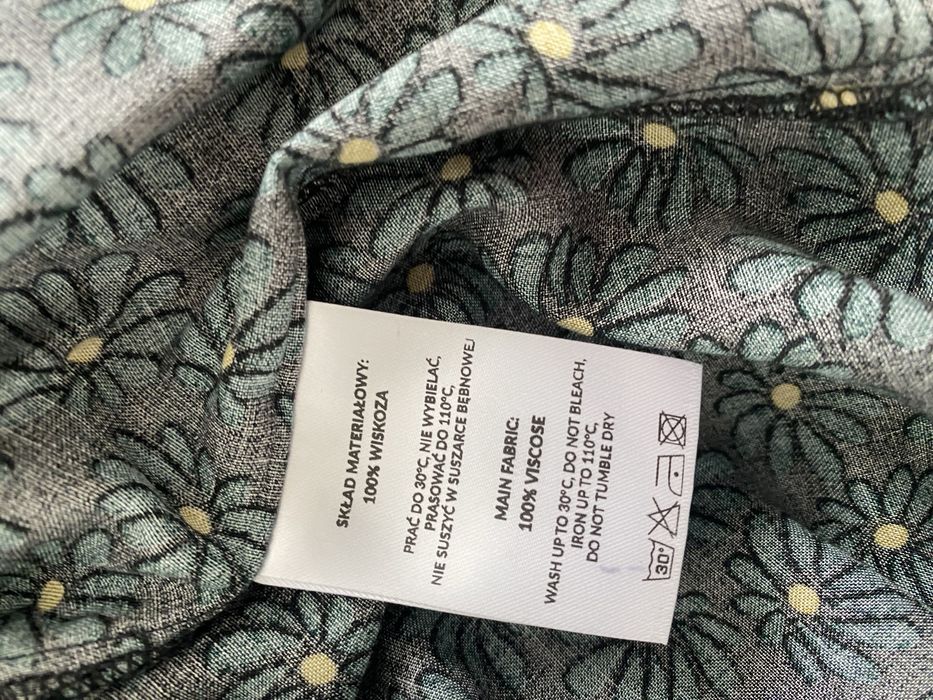 SKŁAD MATERIAŁOWY:
100% WISKOZA
PRAĆ DO 30°C, NIE WYBIELAĆ,
PRASOWAĆ DO 110°C,
NIE SUSZYĆ W SUSZARCE BĘBNOWEJ
MAIN FABRIC:
100% VISCOSE
WASH UP TO 30°C, DO NOT BLEACH,
IRON UP TO 110°C,
DO NOT TUMBLE DRY
30°